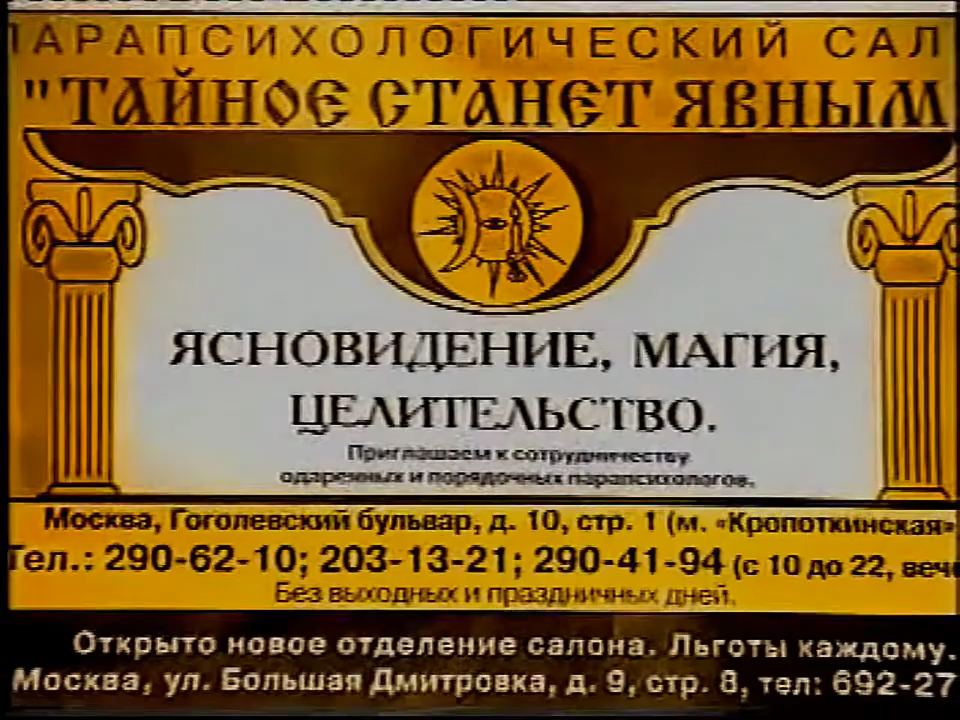 ПАРАПСИХОЛОГИЧЕСКИЙ САЛ
"ТАЙНОЕ СТАНЕТ ЯВНЫМ
ЯСНОВИДЕНИЕ, МАГИЯ,
ЦЕЛИТЕЛЬСТВО.
Приглашаем к сотрудничеству
одаренных и порядочных парапсихологов.
Москва, Гоголевский бульвар, д. 10, стр. 1 (м. «Кропоткинская»
Тел.: 290-62-10; 203-13-21; 290-41-94 (с 10 до 22, вече
Без выходных и праздничных дней.
Открыто новое отделение салона. Льготы каждому.
Москва, ул. Большая Дмитровка, д. 9, стр. 8, тел: 692-27